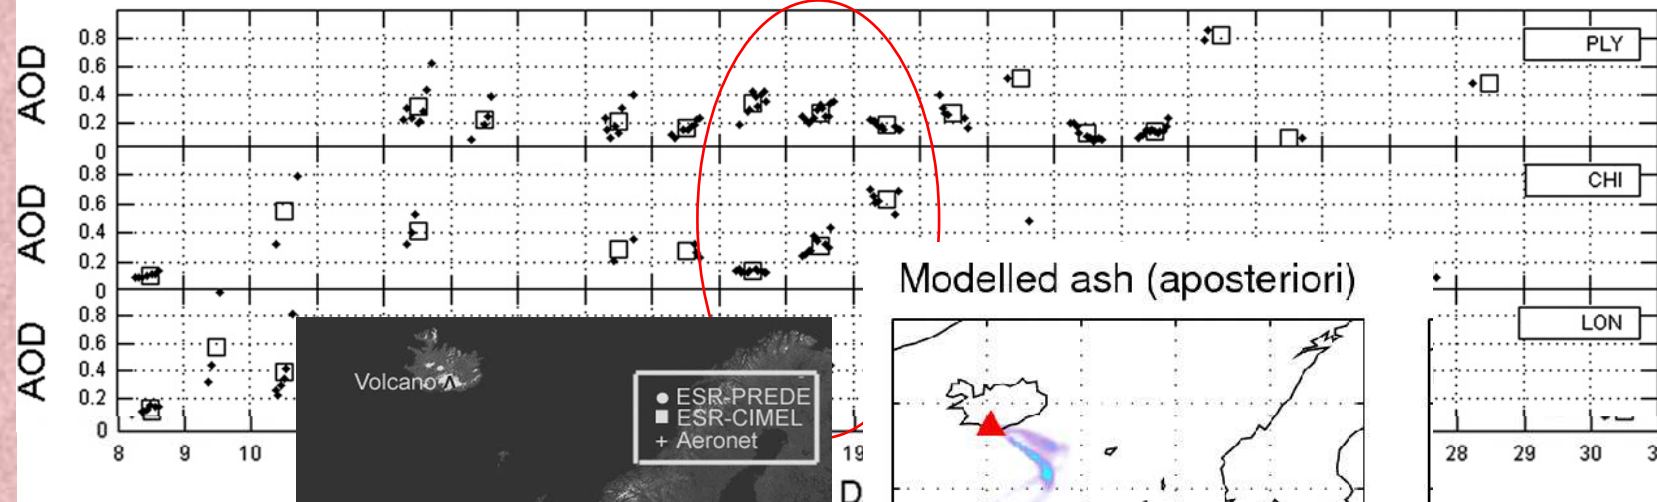 AOD
0.8
0.6
0.4
0.2
0
PLY
AOD
0.8
0.6
0.4
0.2
0
CHI
AOD
0.8
0.6
0.4
0.2
0
LON
8 9 10 19 28 29 30 3
D
Volcano
ESR-PREDE
ESR-CIMEL
+ Aeronet
Modelled ash (aposteriori)